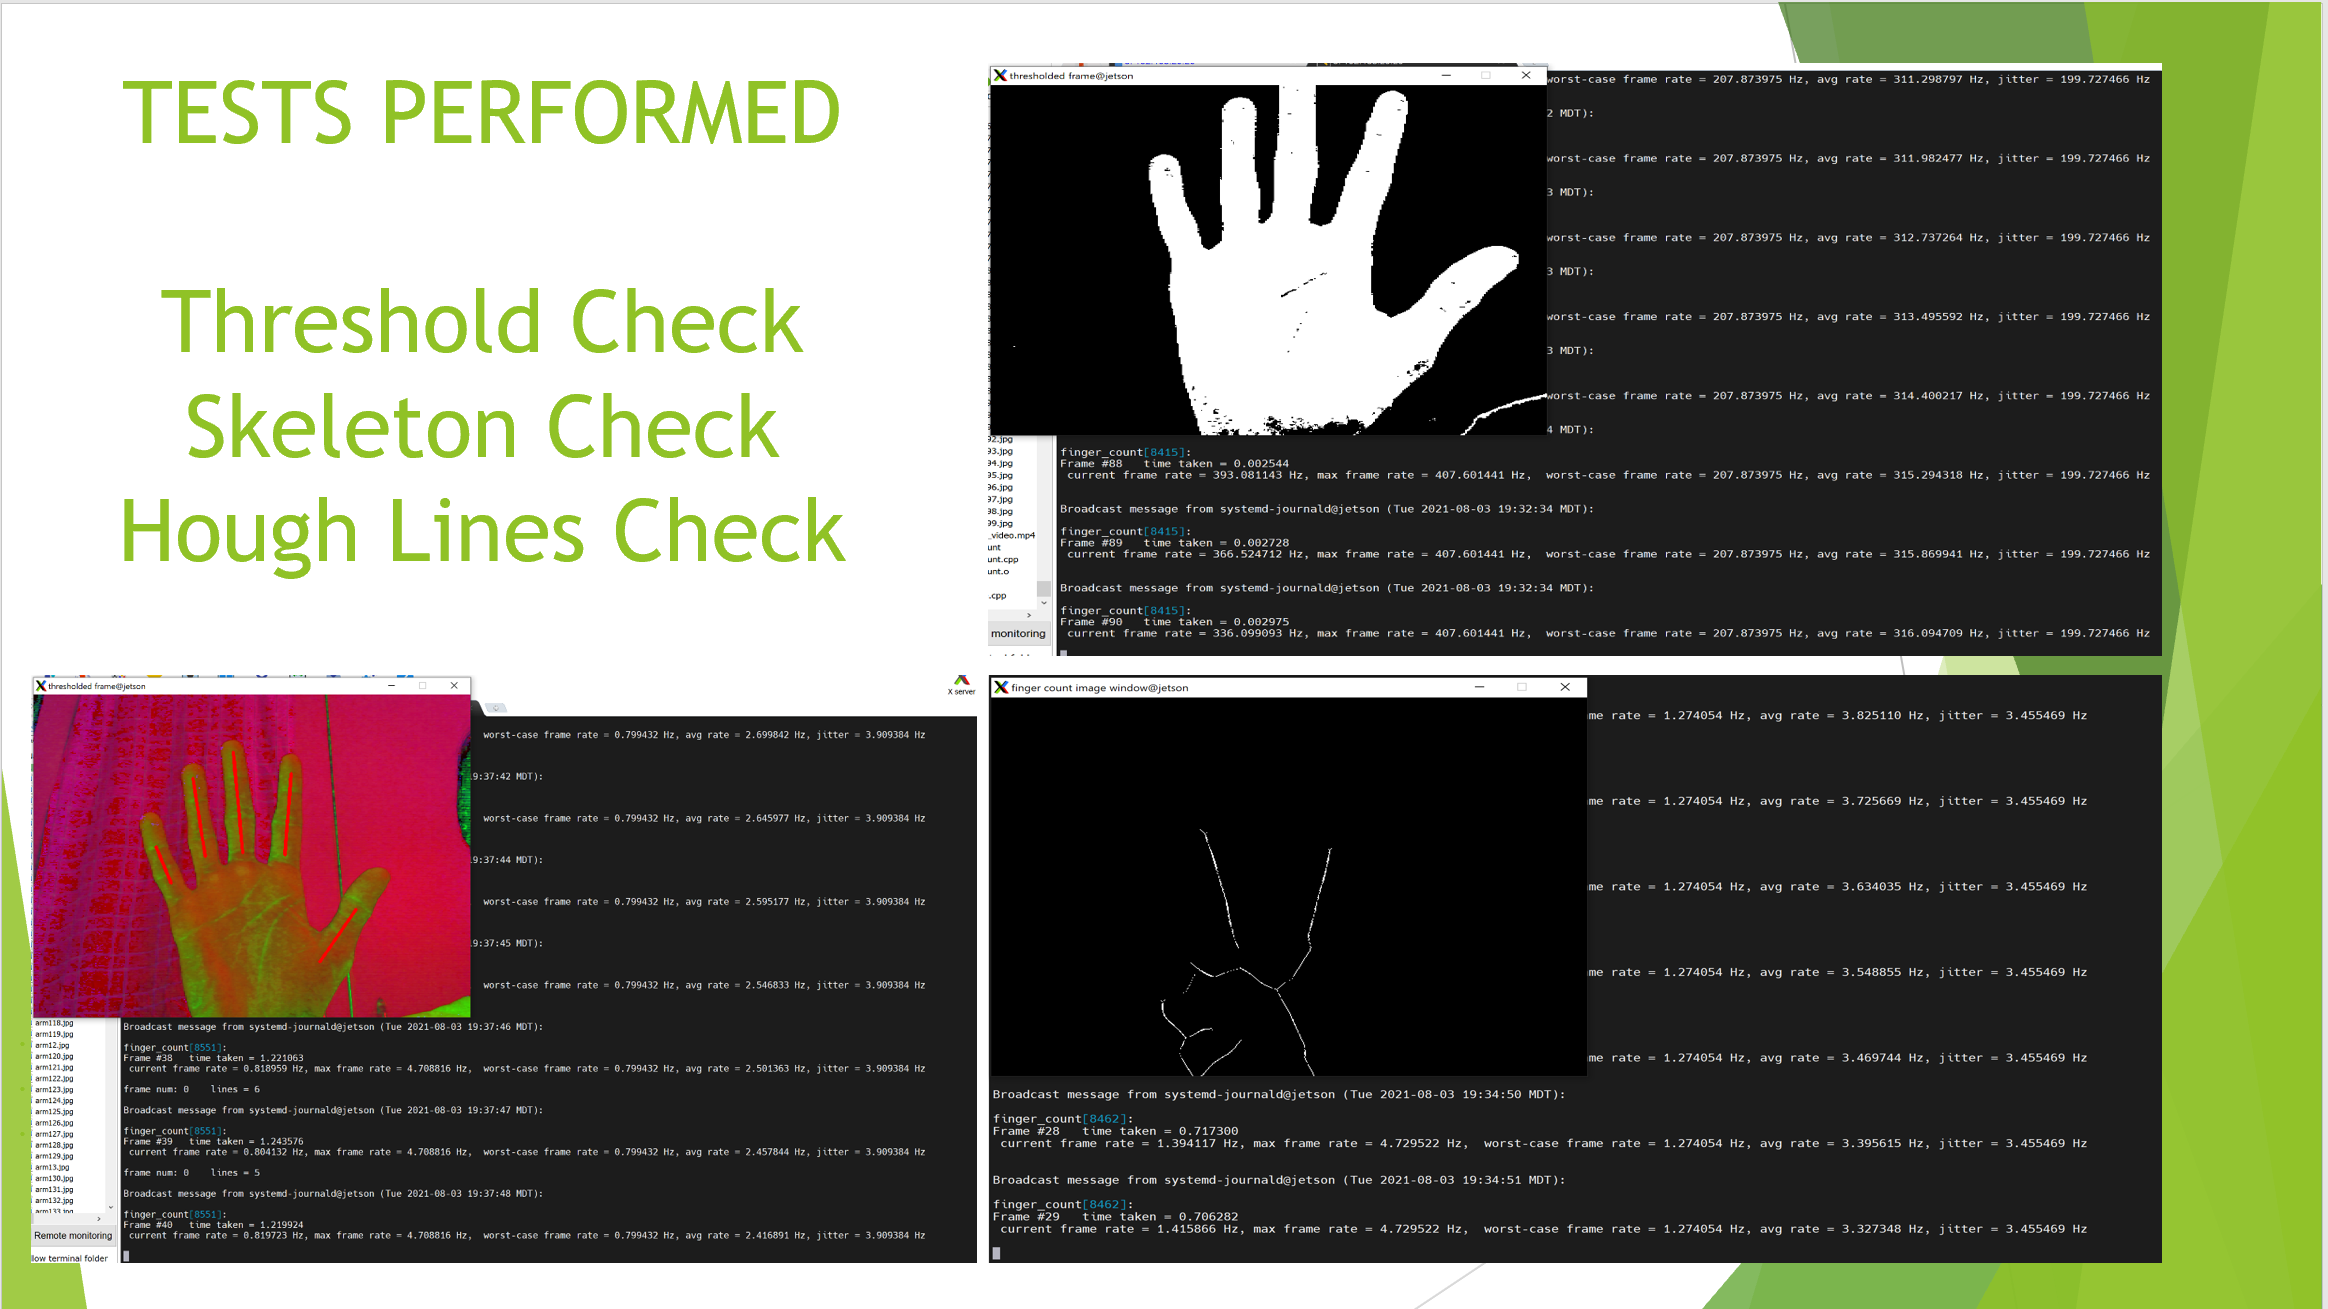 TESTS PERFORMED
Threshold Check
Skeleton Check
Hough Lines Check
thresholded frame@jetson
worst-case frame rate = 207.873975 Hz, avg rate = 311.298797 Hz, jitter = 199.727466 Hz
2 MDT):
worst-case frame rate = 207.873975 Hz, avg rate = 311.982477 Hz, jitter = 199.727466 Hz
3 MDT):
worst-case frame rate = 207.873975 Hz, avg rate = 312.737264 Hz, jitter = 199.727466 Hz
3 MDT):
worst-case frame rate = 207.873975 Hz, avg rate = 313.495592 Hz, jitter = 199.727466 Hz
3 MDT):
worst-case frame rate = 207.873975 Hz, avg rate = 314.400217 Hz, jitter = 199.727466 Hz
4 MDT):
92.jpg
93.jpg
94.jpg
95.jpg
96.jpg
97.jpg
98.jpg
99.jpg
_video.mp4
unt
unt.cpp
unt.o
.cpp
monitoring
finger_count[8415]:
Frame #88 time taken = 0.002544
current frame rate = 393.081143 Hz, max frame rate = 407.601441 Hz, worst-case frame rate = 207.873975 Hz, avg rate = 315.294318 Hz, jitter = 199.727466 Hz
Broadcast message from systemd-journald@jetson (Tue 2021-08-03 19:32:34 MDT):
finger_count[8415]:
Frame #89 time taken = 0.002728
current frame rate = 366.524712 Hz, max frame rate = 407.601441 Hz, worst-case frame rate = 207.873975 Hz, avg rate = 315.869941 Hz, jitter = 199.727466 Hz
Broadcast message from systemd-journald@jetson (Tue 2021-08-03 19:32:34 MDT):
finger_count[8415]:
Frame #90 time taken = 0.002975
current frame rate = 336.099093 Hz, max frame rate = 407.601441 Hz, worst-case frame rate = 207.873975 Hz, avg rate = 316.094709 Hz, jitter = 199.727466 Hz
thresholded frame@jetson
X server
worst-case frame rate = 0.799432 Hz, avg rate = 2.699842 Hz, jitter = 3.909384 Hz
9:37:42 MDT):
worst-case frame rate = 0.799432 Hz, avg rate = 2.645977 Hz, jitter = 3.909384 Hz
9:37:44 MDT):
worst-case frame rate = 0.799432 Hz, avg rate = 2.595177 Hz, jitter = 3.909384 Hz
9:37:45 MDT):
worst-case frame rate = 0.799432 Hz, avg rate = 2.546833 Hz, jitter = 3.909384 Hz
arm118.jpg
arm119.jpg
arm12.jpg
arm120.jpg
arm121.jpg
arm122.jpg
arm123.jpg
arm124.jpg
arm125.jpg
arm126.jpg
arm127.jpg
arm128.jpg
arm129.jpg
arm13.jpg
arm130.jpg
arm131.jpg
arm132.jpg
arm133.jpg
Remote monitoring
low terminal folder
Broadcast message from systemd-journald@jetson (Tue 2021-08-03 19:37:46 MDT):
finger_count[8551]:
Frame #38 time taken = 1.221063
current frame rate = 0.818959 Hz, max frame rate = 4.708816 Hz, worst-case frame rate = 0.799432 Hz, avg rate = 2.501363 Hz, jitter = 3.909384 Hz
frame num: 0 lines = 6
Broadcast message from systemd-journald@jetson (Tue 2021-08-03 19:37:47 MDT):
finger_count[8551]:
Frame #39 time taken = 1.243576
current frame rate = 0.804132 Hz, max frame rate = 4.708816 Hz, worst-case frame rate = 0.799432 Hz, avg rate = 2.457844 Hz, jitter = 3.909384 Hz
frame num: 0 lines = 5
Broadcast message from systemd-journald@jetson (Tue 2021-08-03 19:37:48 MDT):
finger_count[8551]:
Frame #40 time taken = 1.219924
current frame rate = 0.819723 Hz, max frame rate = 4.708816 Hz, worst-case frame rate = 0.799432 Hz, avg rate = 2.416891 Hz, jitter = 3.909384 Hz
finger count image window@jetson
me rate = 1.274054 Hz, avg rate = 3.825110 Hz, jitter = 3.455469 Hz
me rate = 1.274054 Hz, avg rate = 3.725669 Hz, jitter = 3.455469 Hz
me rate = 1.274054 Hz, avg rate = 3.634035 Hz, jitter = 3.455469 Hz
me rate = 1.274054 Hz, avg rate = 3.548855 Hz, jitter = 3.455469 Hz
me rate = 1.274054 Hz, avg rate = 3.469744 Hz, jitter = 3.455469 Hz
Broadcast message from systemd-journald@jetson (Tue 2021-08-03 19:34:50 MDT):
finger_count[8462]:
Frame #28 time taken = 0.717300
current frame rate = 1.394117 Hz, max frame rate = 4.729522 Hz, worst-case frame rate = 1.274054 Hz, avg rate = 3.395615 Hz, jitter = 3.455469 Hz
Broadcast message from systemd-journald@jetson (Tue 2021-08-03 19:34:51 MDT):
finger_count[8462]:
Frame #29 time taken = 0.706282
current frame rate = 1.415866 Hz, max frame rate = 4.729522 Hz, worst-case frame rate = 1.274054 Hz, avg rate = 3.327348 Hz, jitter = 3.455469 Hz